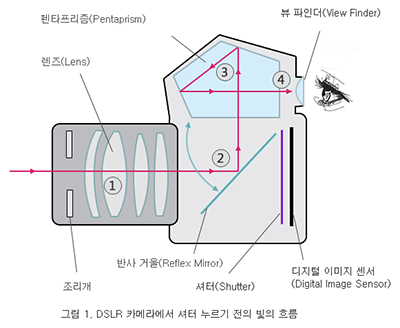 펜타프리즘(Pentaprism)
뷰 파인더(View Finder)
렌즈(Lens)
③
④
②
①
반사 거울(Reflex Mirror)
디지털 이미지 센서
(Digital Image Sensor)
조리개
셔터(Shutter)
그림 1. DSLR 카메라에서 셔터 누르기 전의 빛의 흐름